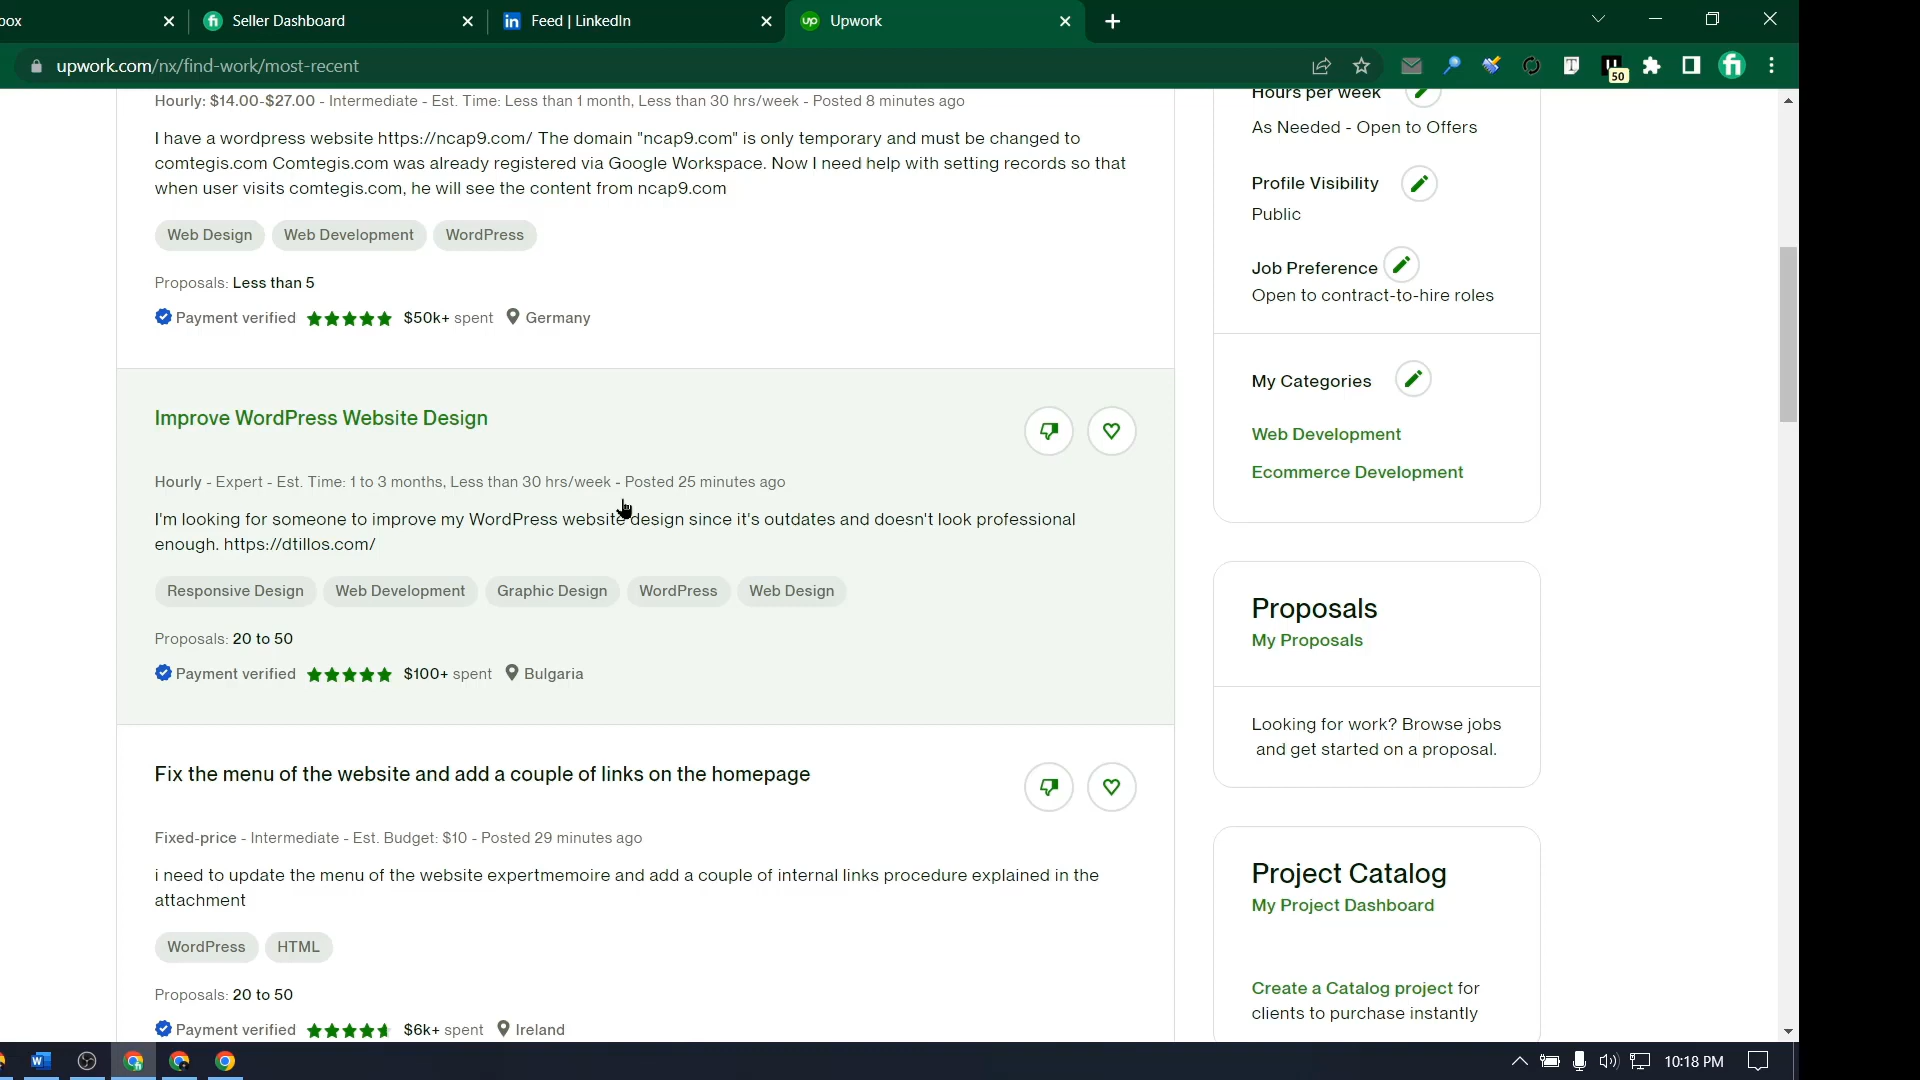 box
Seller Dashboard
Feed | LinkedIn
Upwork
upwork.com/nx/find-work/most-recent
50
Hourly: $14.00-$27.00 - Intermediate - Est. Time: Less than 1 month, Less than 30 hrs/week - Posted 8 minutes ago
I have a wordpress website https://ncap9.com/ The domain "ncap9.com" is only temporary and must be changed to
comtegis.com Comtegis.com was already registered via Google Workspace. Now I need help with setting records so that
when user visits comtegis.com, he will see the content from ncap9.com
Web Design
Web Development
WordPress
Proposals: Less than 5
Payment verified
$50k+ spent
Germany
Improve WordPress Website Design
Hourly - Expert - Est. Time: 1 to 3 months, Less than 30 hrs/week - Posted 25 minutes ago
I'm looking for someone to improve my WordPress website design since it's outdates and doesn't look professional
enough. https://dtillos.com/
Responsive Design
Web Development
Graphic Design
WordPress
Web Design
Proposals: 20 to 50
Payment verified
$100+ spent
Bulgaria
Fix the menu of the website and add a couple of links on the homepage
Fixed-price - Intermediate - Est. Budget: $10 - Posted 29 minutes ago
i need to update the menu of the website expertmemoire and add a couple of internal links procedure explained in the
attachment
WordPress
HTML
Proposals: 20 to 50
Payment verified
$6k+ spent
Ireland
Hours per week
As Needed - Open to Offers
Profile Visibility
Public
Job Preference
Open to contract-to-hire roles
My Categories
Web Development
Ecommerce Development
Proposals
My Proposals
Looking for work? Browse jobs
and get started on a proposal.
Project Catalog
My Project Dashboard
Create a Catalog project for
clients to purchase instantly
10:18 PM